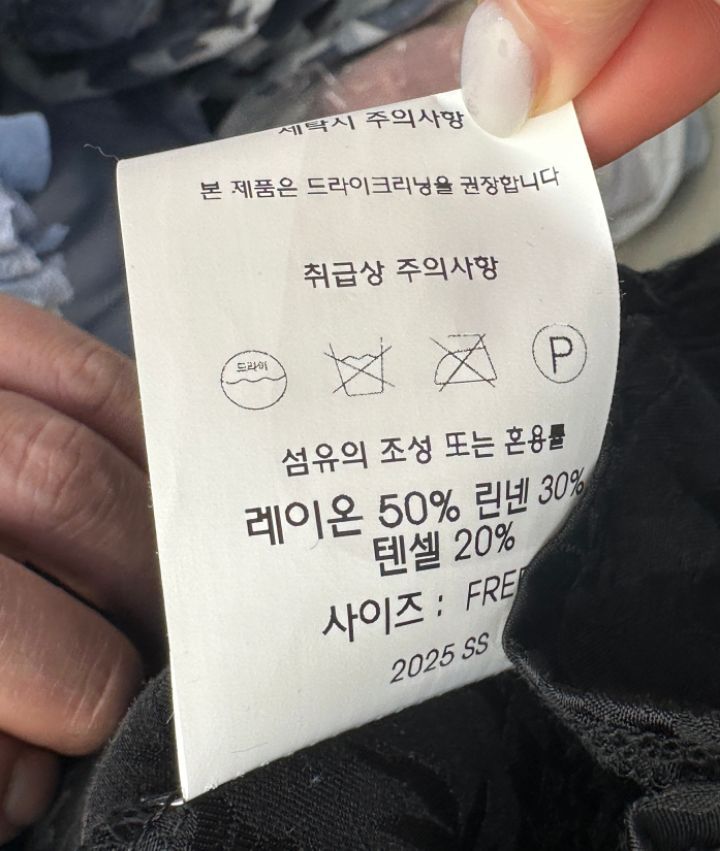 세탁시 주의사항
본 제품은 드라이크리닝을 권장합니다
취급상 주의사항
드라이
P
섬유의 조성 또는 혼용률
레이온 50% 린넨 30%
텐셀 20%
사이즈 :
2025 SS